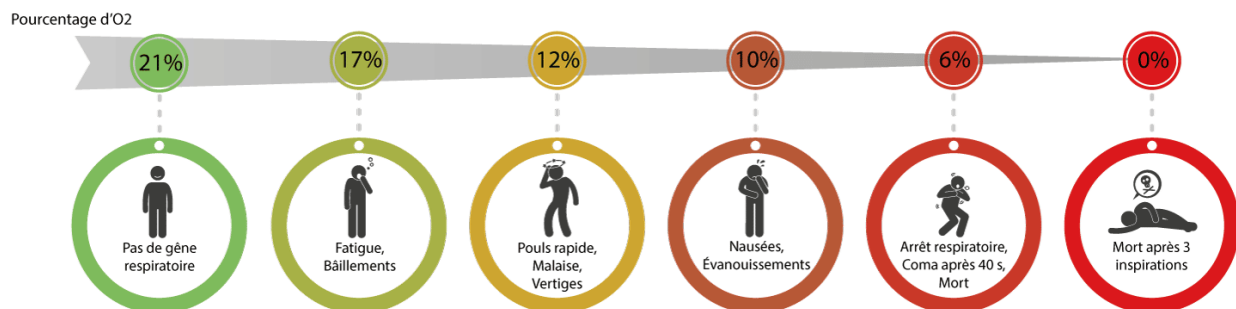 Pourcentage d'O2
21%
17%
12%
10%
6%
0%
Pas de gêne
respiratoire
Fatigue,
Bâillements
Pouls rapide,
Malaise,
Vertiges
Nausées,
Évanouissements
Arrêt respiratoire,
Coma après 40 s,
Mort
Mort après 3
inspirations